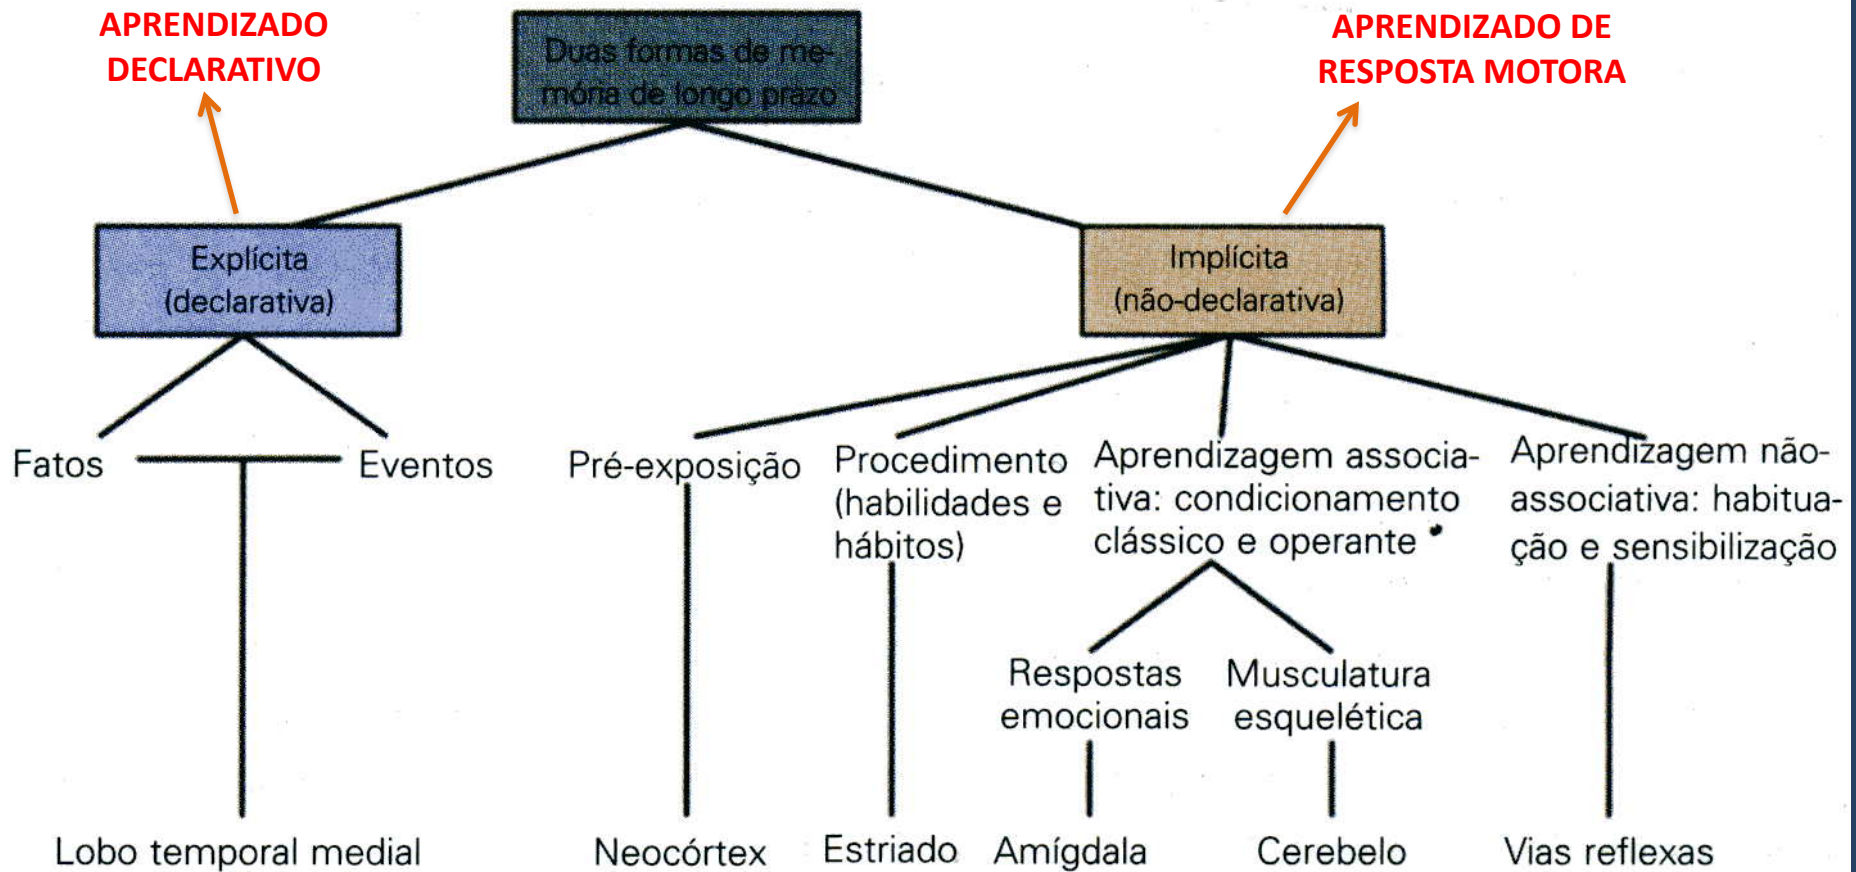 APRENDIZADO
DECLARATIVO
Duas formas de me-
mória de longo prazo
APRENDIZADO DE
RESPOSTA MOTORA
Explícita
(declarativa)
Implícita
(não-declarativa)
Fatos
Eventos
Pré-exposição
Procedimento
(habilidades e
hábitos)
Aprendizagem associa-
tiva: condicionamento
clássico e operante
Aprendizagem não-
associativa: habitua-
ção e sensibilização
Respostas
emocionais
Musculatura
esquelética
Lobo temporal medial
Neocórtex
Estriado
Amígdala
Cerebelo
Vias reflexas